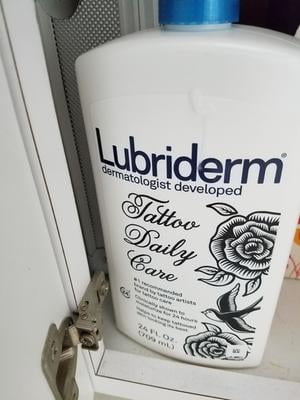 Lubriderm®
dermatologist developed
Tattoo
Daily
Care
#1 recommended
brand by tattoo artists
for tattoo care
Clinically shown to
moisturize for 24 hours
Helps to keep tattooed
skin looking its best
24 FL. OZ.
(709 mL)